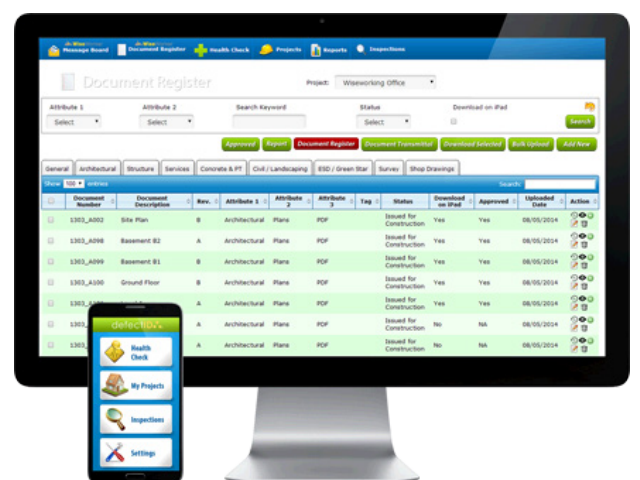 Message Board Document Register Health Check Projects Reports Inspections
Document Register Project: Wiseworking Office
Attribute 1 Attribute 2 Search Keyword Status Download on iPad
Select Select Select Search
Approved Report Document Register Document Transmittal Download Selected Bulk Upload Add New
General Architectural Structure Services Concrete & PT Civil / Landscaping ESD / Green Star Survey Shop Drawings
Show 100 entries Search:
Document Number Document Description Rev. Attribute 1 Attribute 2 Attribute 3 Tag Status Download on iPad Approved Uploaded Date Action
1303_A002 Site Plan B Architectural Plans PDF Issued for Construction Yes Yes 08/05/2014
1303_A098 Basement B2 A Architectural Plans PDF Issued for Construction Yes Yes 08/05/2014
1303_A099 Basement B1 B Architectural Plans PDF Issued for Construction Yes Yes 08/05/2014
1303_A100 Ground Floor B Architectural Plans PDF Issued for Construction Yes Yes 08/05/2014
A Architectural Plans PDF Issued for Construction Yes Yes 08/05/2014
1303_ A Architectural Plans PDF Issued for Construction No NA 08/05/2014
1303_ A Architectural Plans PDF Issued for Construction No NA 08/05/2014
Health Check
My Projects
Inspections
Settings